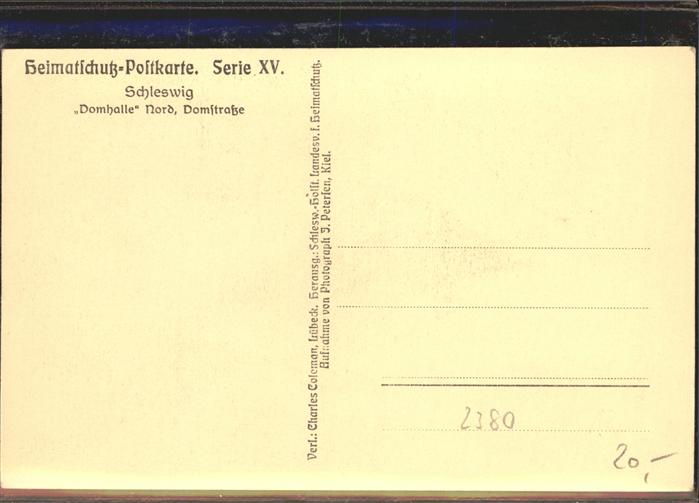 Heimatschutz-Postkarte. Serie XV.
Schleswig
„Domhalle“ Nord, Domstraße
Verl.: Charles Coleman, Lübeck. Herausg.: Schlesw.-Holst. Landesv. f. Heimatschutz.
Aufnahme von Photograph J. Petersen, Kiel.
2380
20,-